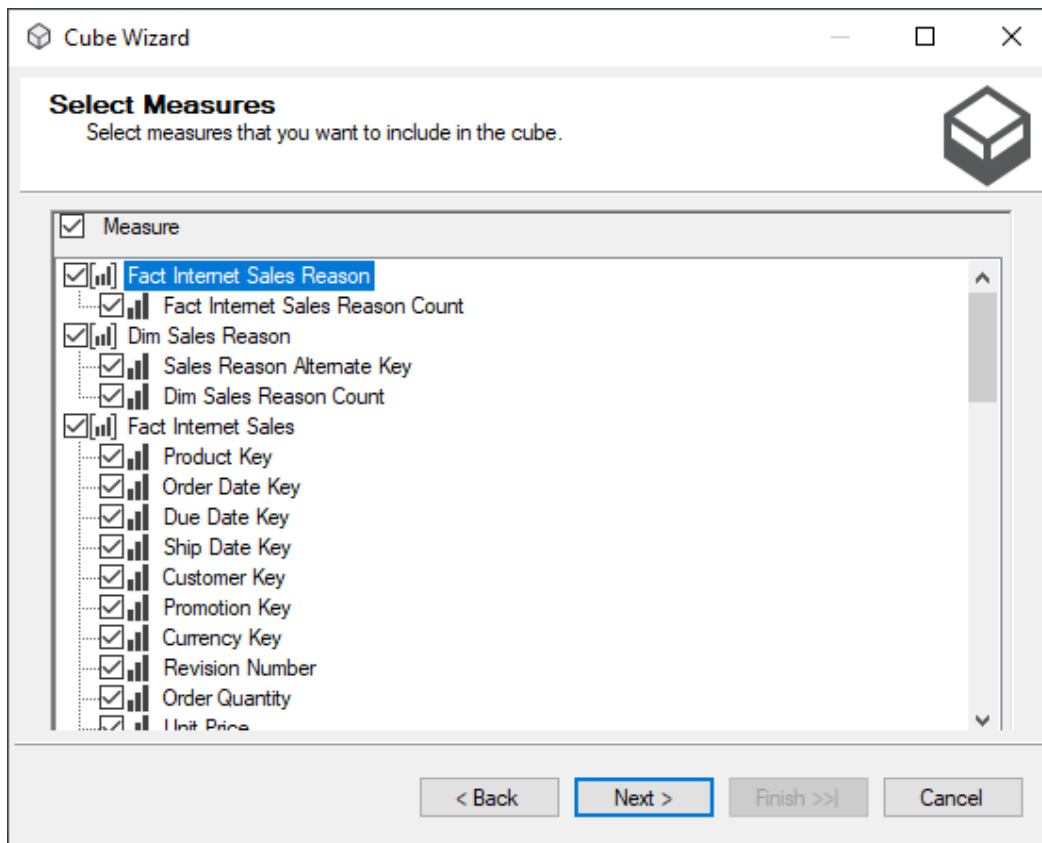 Cube Wizard
Select Measures
Select measures that you want to include in the cube.
Measure
Fact Internet Sales Reason
Fact Internet Sales Reason Count
Dim Sales Reason
Sales Reason Alternate Key
Dim Sales Reason Count
Fact Internet Sales
Product Key
Order Date Key
Due Date Key
Ship Date Key
Customer Key
Promotion Key
Currency Key
Revision Number
Order Quantity
Unit Price
< Back
Next >
Finish >>|
Cancel